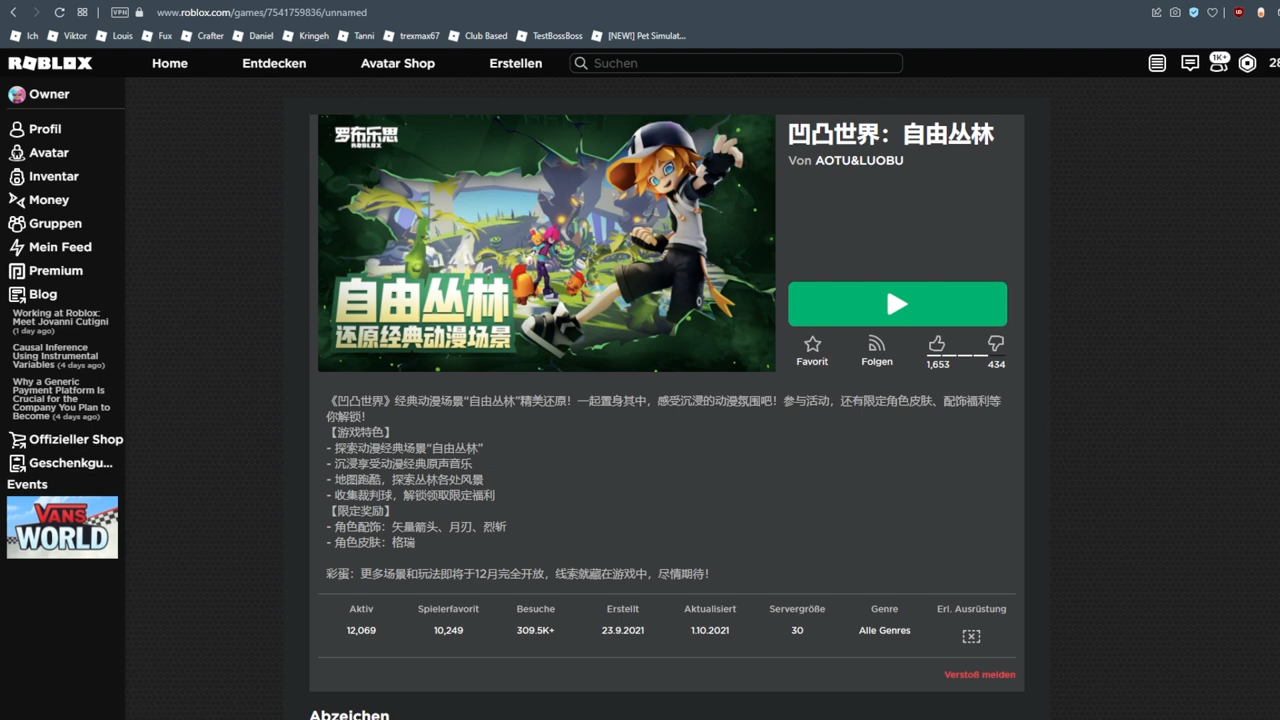 VPN
www.roblox.com/games/7541759836/unnamed
Ich
Viktor
Louis
Fux
Crafter
Daniel
Kringeh
Tanni
trexmax67
Club Based
TestBossBoss
[NEW!] Pet Simulat...
ROBLOX
Home
Entdecken
Avatar Shop
Erstellen
Suchen
1K+
28
Owner
Profil
Avatar
Inventar
Money
Gruppen
Mein Feed
Premium
Blog
Working at Roblox:
Meet Jovanni Cutigni
(1 day ago)
Causal Inference
Using Instrumental
Variables (4 days ago)
Why a Generic
Payment Platform Is
Crucial for the
Company You Plan to
Become (4 days ago)
Offizieller Shop
Geschenkgu...
Events
VANS
WORLD
罗布乐思
ROBLOX
自由丛林
还原经典动漫场景
凹凸世界：自由丛林
Von AOTU&LUOBU
Favorit
Folgen
1,653
434
《凹凸世界》经典动漫场景“自由丛林”精美还原！一起置身其中，感受沉浸的动漫氛围吧！参与活动，还有限定角色皮肤、配饰福利等
你解锁！
【游戏特色】
- 探索动漫经典场景“自由丛林”
- 沉浸享受动漫经典原声音乐
- 地图跑酷，探索丛林各处风景
- 收集裁判球，解锁领取限定福利
【限定奖励】
- 角色配饰：矢量箭头、月刃、烈斩
- 角色皮肤：格瑞
彩蛋：更多场景和玩法即将于12月完全开放，线索就藏在游戏中，尽情期待！
Aktiv
Spielerfavorit
Besuche
Erstellt
Aktualisiert
Servergröße
Genre
Erl. Ausrüstung
12,069
10,249
309.5K+
23.9.2021
1.10.2021
30
Alle Genres
Verstoß melden
Abzeichen